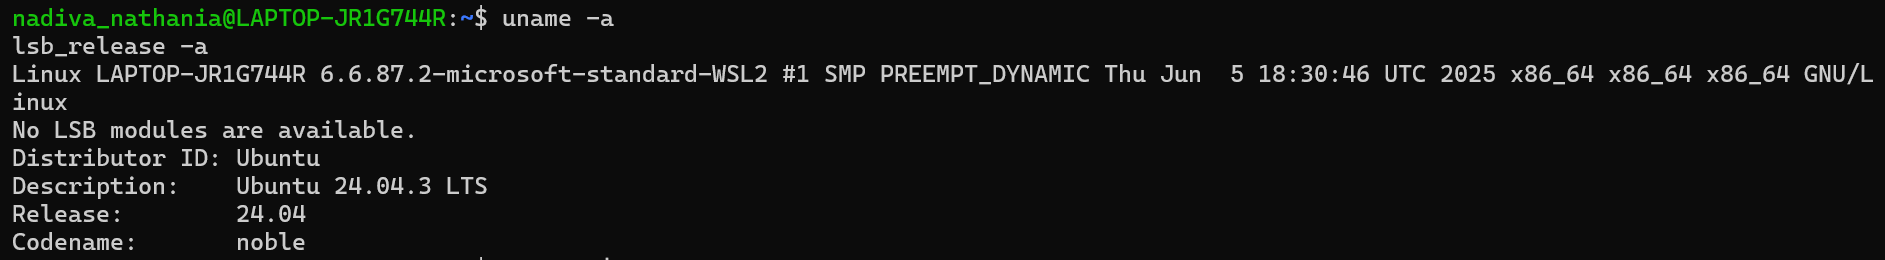 nadiva_nathania@LAPTOP-JR1G744R:~$ uname -a
lsb_release -a
Linux LAPTOP-JR1G744R 6.6.87.2-microsoft-standard-WSL2 #1 SMP PREEMPT_DYNAMIC Thu Jun  5 18:30:46 UTC 2025 x86_64 x86_64 x86_64 GNU/L
inux
No LSB modules are available.
Distributor ID: Ubuntu
Description:    Ubuntu 24.04.3 LTS
Release:        24.04
Codename:       noble